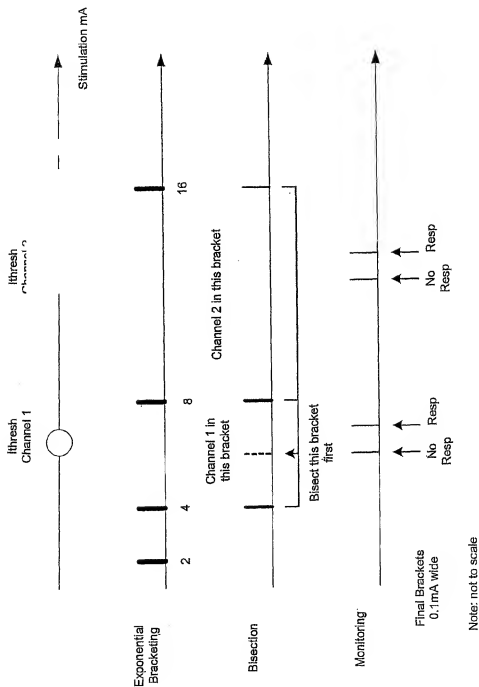 Ithresh
Channel 1
Ithresh
Channel
Stimulation mA
Exponential
Bracketing
2
4
8
16
Bisection
Channel 1 in
this bracket
Channel 2 in this bracket
Bisect this bracket
first
Monitoring
No
Resp
Resp
No
Resp
Resp
Final Brackets
0.1mA wide
Note: not to scale